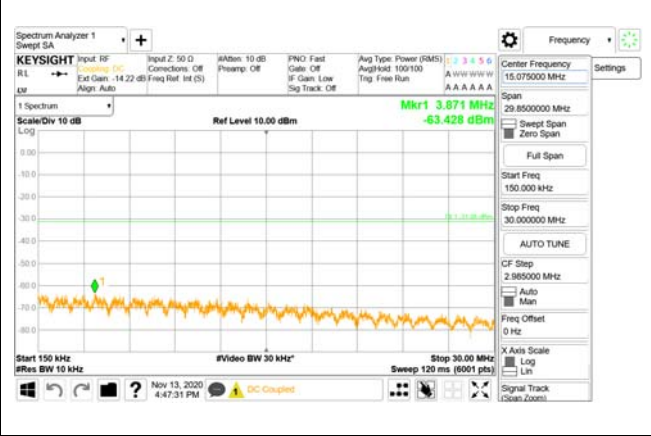 Spectrum Analyzer 1
Swept SA
Frequency
KEYSIGHT
Input: RF
Coupling: DC
Ext Gain: -14.22 dB
Align: Auto
RL
Input Z: 50 Ω
Corrections: Off
Freq Ref: Int (S)
#Atten: 10 dB
Preamp: Off
PNO: Fast
Gate: Off
IF Gain: Low
Sig Track: Off
Avg Type: Power (RMS)
Avg|Hold: 100/100
Trig: Free Run
1 2 3 4 5 6
A W W W W W
A A A A A A
1 Spectrum
Scale/Div 10 dB
Ref Level 10.00 dBm
Mkr1 3.871 MHz
-63.428 dBm
Log
0.00
-10.0
-20.0
-30.0
-40.0
-50.0
-60.0
-70.0
-80.0
1
Start 150 kHz
#Video BW 30 kHz*
Stop 30.00 MHz
#Res BW 10 kHz
Sweep 120 ms (6001 pts)
?
Nov 13, 2020
4:47:31 PM
1
DC Coupled
Center Frequency
15.075000 MHz
Settings
Span
29.8500000 MHz
Swept Span
Zero Span
Full Span
Start Freq
150.000 kHz
Stop Freq
30.000000 MHz
AUTO TUNE
CF Step
2.985000 MHz
Auto
Man
Freq Offset
0 Hz
X Axis Scale
Log
Lin
Signal Track
(Span Zoom)